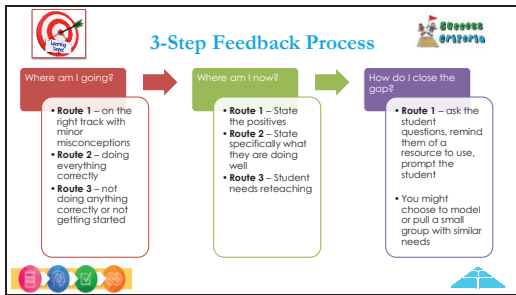 Learning
Target
3-Step Feedback Process
Success
Criteria
Where am I going?
• Route 1 – on the
right track with
minor
misconceptions
• Route 2 – doing
everything
correctly
• Route 3 – not
doing anything
correctly or not
getting started
Where am I now?
• Route 1 – State
the positives
• Route 2 – State
specifically what
they are doing
well
• Route 3 – Student
needs reteaching
How do I close the
gap?
• Route 1 – ask the
student
questions, remind
them of a
resource to use,
prompt the
student
• You might
choose to model
or pull a small
group with similar
needs